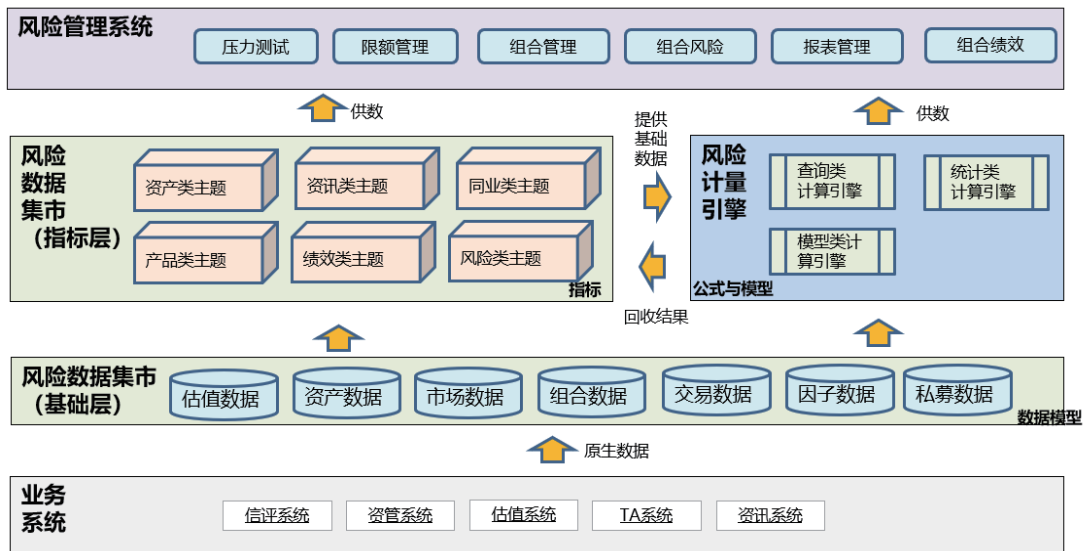 风险管理系统
压力测试
限额管理
组合管理
组合风险
报表管理
组合绩效
供数
供数
风险
数据
集市
（指标层）
资产类主题
资讯类主题
同业类主题
产品类主题
绩效类主题
风险类主题
指标
提供
基础
数据
回收结果
风险
计量
引擎
查询类
计算引擎
统计类
计算引擎
模型类计
算引擎
公式与模型
风险数据集市
（基础层）
估值数据
资产数据
市场数据
组合数据
交易数据
因子数据
私募数据
数据模型
原生数据
业务
系统
信评系统
资管系统
估值系统
TA系统
资讯系统